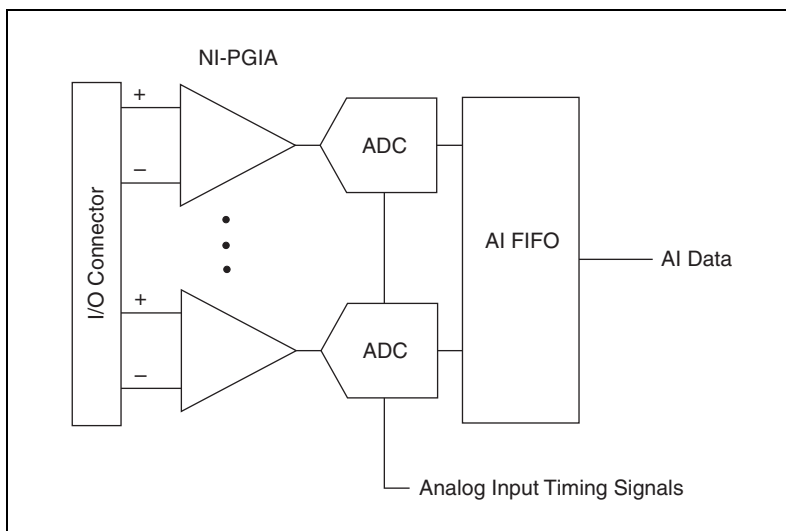 NI-PGIA
I/O Connector
+
−
ADC
AI FIFO
AI Data
+
−
ADC
Analog Input Timing Signals